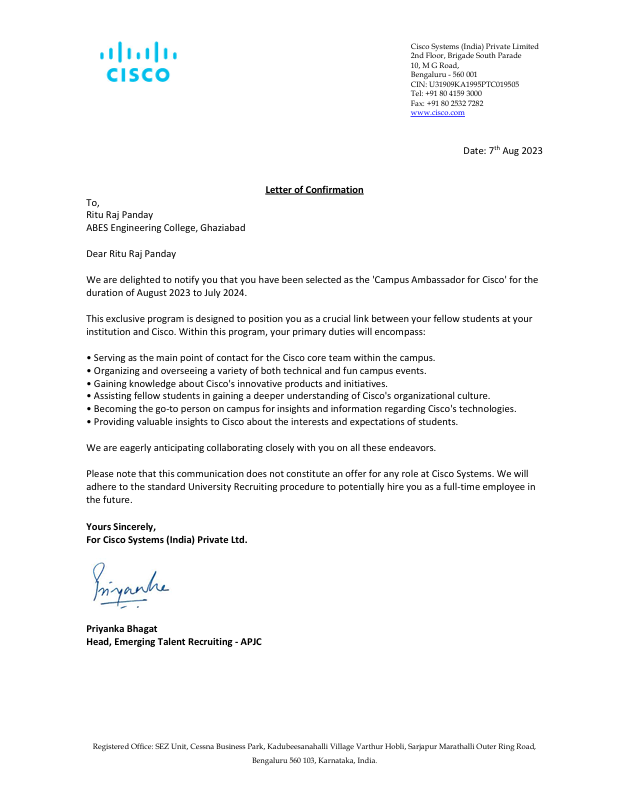 CISCO
Cisco Systems (India) Private Limited
2nd Floor, Brigade South Parade
10, M G Road,
Bengaluru - 560 001
CIN: U31909KA1995PTC019505
Tel: +91 80 4159 3000
Fax: +91 80 2532 7282
www.cisco.com
Date: 7th Aug 2023
Letter of Confirmation
To,
Ritu Raj Panday
ABES Engineering College, Ghaziabad
Dear Ritu Raj Panday
We are delighted to notify you that you have been selected as the 'Campus Ambassador for Cisco' for the
duration of August 2023 to July 2024.
This exclusive program is designed to position you as a crucial link between your fellow students at your
institution and Cisco. Within this program, your primary duties will encompass:
• Serving as the main point of contact for the Cisco core team within the campus.
• Organizing and overseeing a variety of both technical and fun campus events.
• Gaining knowledge about Cisco's innovative products and initiatives.
• Assisting fellow students in gaining a deeper understanding of Cisco's organizational culture.
• Becoming the go-to person on campus for insights and information regarding Cisco's technologies.
• Providing valuable insights to Cisco about the interests and expectations of students.
We are eagerly anticipating collaborating closely with you on all these endeavors.
Please note that this communication does not constitute an offer for any role at Cisco Systems. We will
adhere to the standard University Recruiting procedure to potentially hire you as a full-time employee in
the future.
Yours Sincerely,
For Cisco Systems (India) Private Ltd.
Priyanka
Priyanka Bhagat
Head, Emerging Talent Recruiting - APJC
Registered Office: SEZ Unit, Cessna Business Park, Kadubeesanahalli Village Varthur Hobli, Sarjapur Marathalli Outer Ring Road,
Bengaluru 560 103, Karnataka, India.